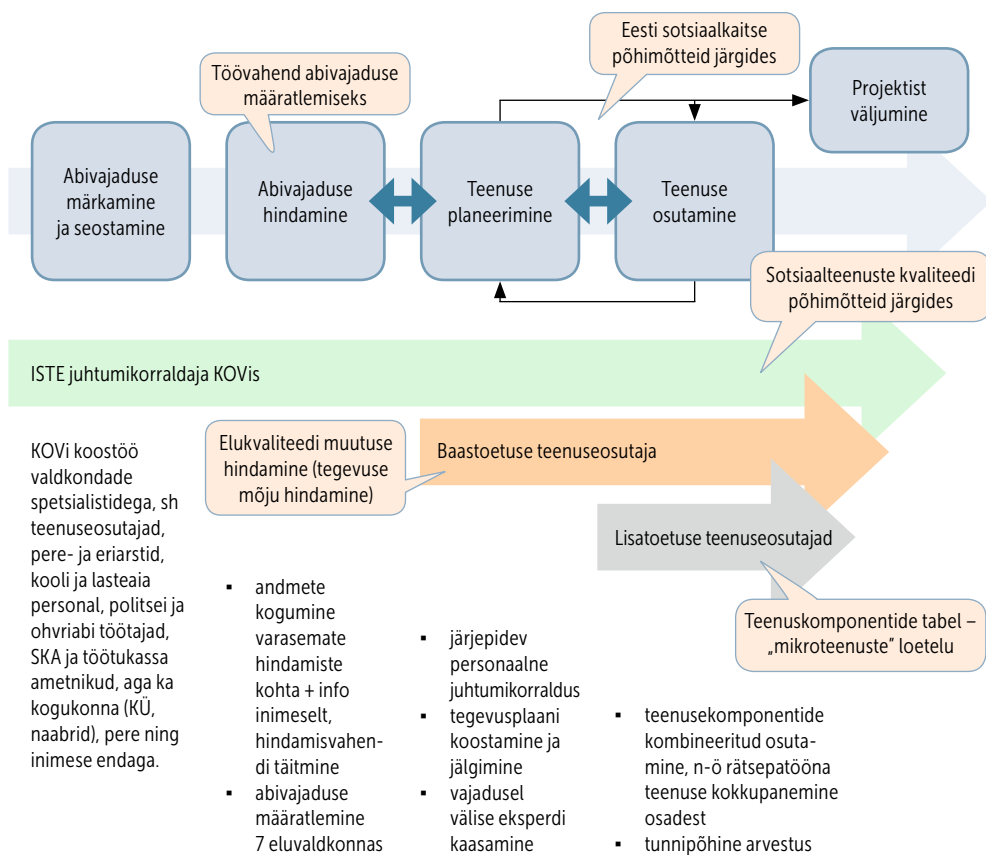 Eesti sotsiaalkaitse
põhimõtteid järgides
Töövahend abivajaduse
määratlemiseks
Projektist
väljumine
Abivajaduse
märkamine
ja seostamine
Abivajaduse
hindamine
Teenuse
planeerimine
Teenuse
osutamine
Sotsiaalteenuste kvaliteedi
põhimõtteid järgides
ISTE juhtumikorraldaja KOVis
KOVi koostöö
valdkondade
spetsialistidega, sh
teenuseosutajad,
pere- ja eriarstid,
kooli ja lasteaia
personal, politsei ja
ohvriabi töötajad,
SKA ja töötukassa
ametnikud, aga ka
kogukonna (KÜ,
naabrid), pere ning
inimese endaga.
Elukvaliteedi muutuse
hindamine (tegevuse
mõju hindamine)
Baastoetuse teenuseosutaja
Lisatoetuse teenuseosutajad
Teenuskomponentide tabel –
„mikroteenuste" loetelu
▪ andmete
kogumine
varasemate
hindamiste
kohta + info
inimeselt,
hindamisvahen-
di täitmine
▪ abivajaduse
määratlemine
7 eluvaldkonnas
▪ järjepidev
personaalne
juhtumikorraldus
▪ tegevusplaani
koostamine ja
jälgimine
▪ vajadusel
välise eksperdi
kaasamine
▪ teenusekomponentide
kombineeritud osuta-
mine, n-ö rätsepatööna
teenuse kokkupanemine
osadest
▪ tunnipõhine arvestus